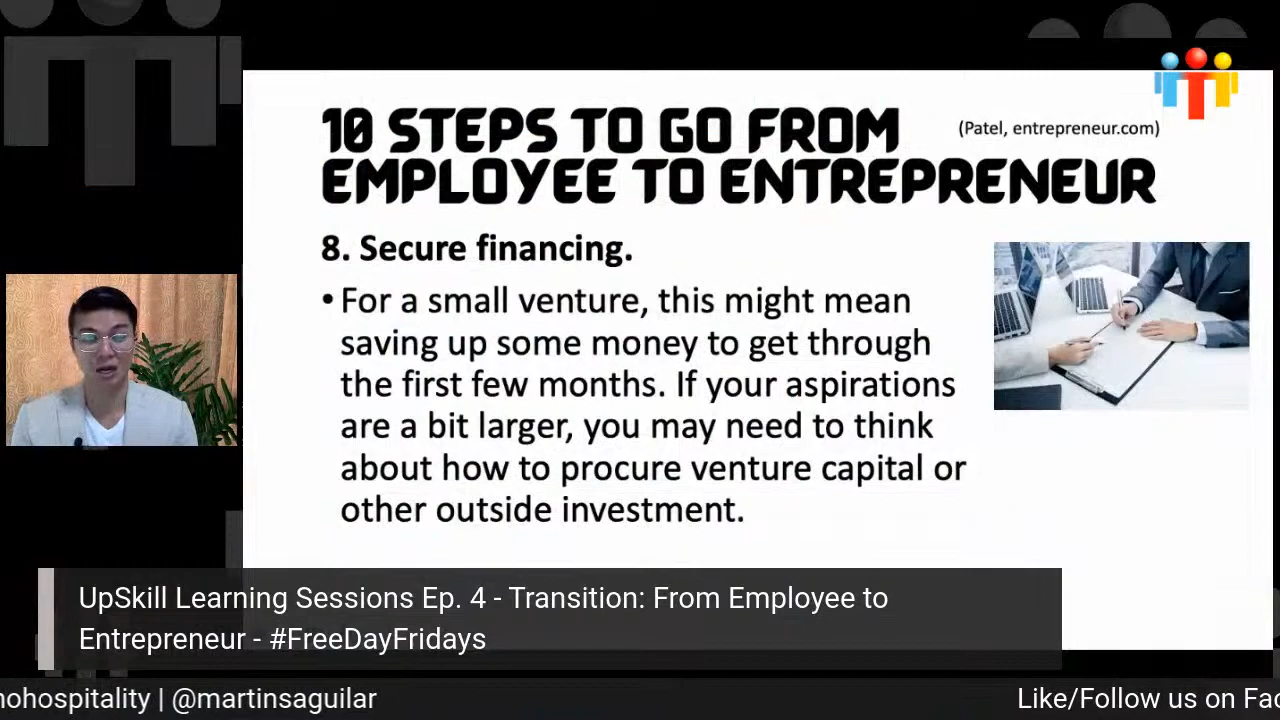 10 STEPS TO GO FROM
(Patel, entrepreneur.com)
EMPLOYEE TO ENTREPRENEUR
8. Secure financing.
• For a small venture, this might mean
saving up some money to get through
the first few months. If your aspirations
are a bit larger, you may need to think
about how to procure venture capital or
other outside investment.
UpSkill Learning Sessions Ep. 4 - Transition: From Employee to
Entrepreneur - #FreeDayFridays
| @martinsaguilar
Like/Follow us on